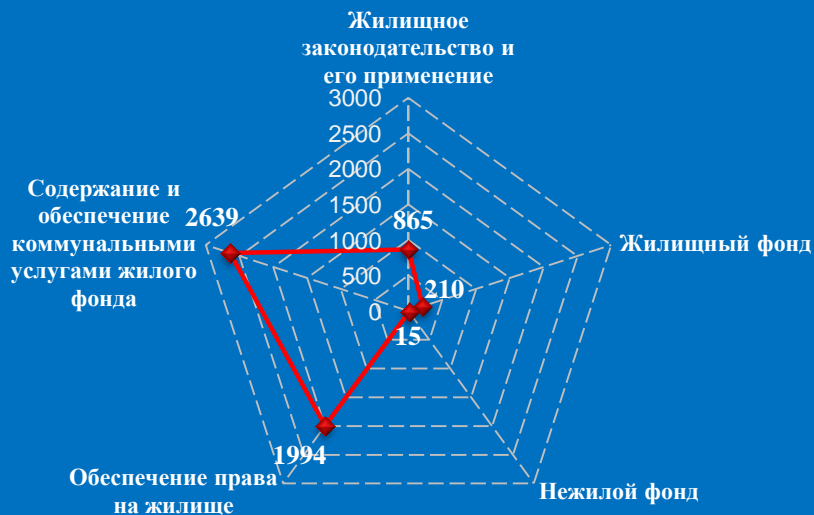 Жилищное
законодательство и
его применение
3000
2500
2000
1500
1000
500
0
865
210
15
1994
2639
Жилищный фонд
Нежилой фонд
Обеспечение права
на жилище
Содержание и
обеспечение
коммунальными
услугами жилого
фонда